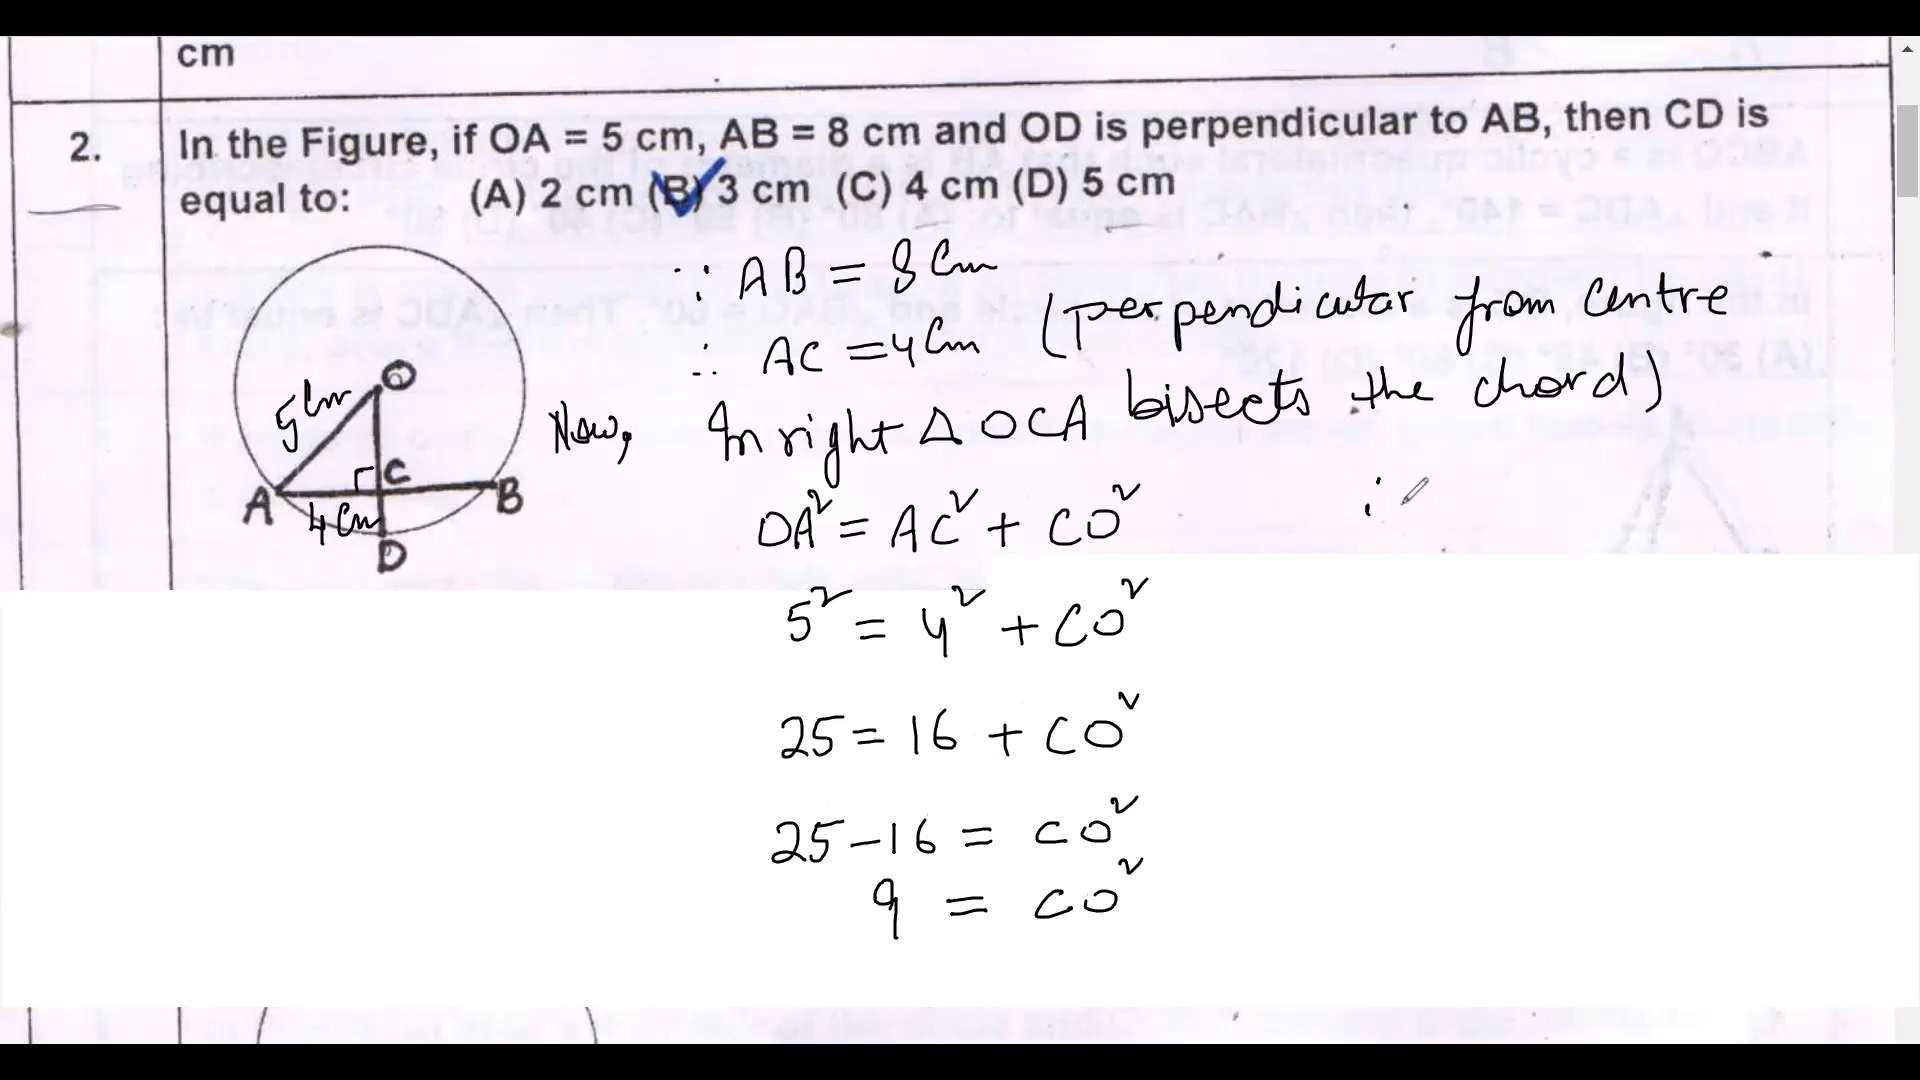 cm
2. In the Figure, if OA = 5 cm, AB = 8 cm and OD is perpendicular to AB, then CD is
equal to: (A) 2 cm (B) 3 cm (C) 4 cm (D) 5 cm
∵ AB = 8 Cm
∴ AC = 4 Cm (perpendicular from Centre
bisects the chord)
Now, In right Δ OCA
O
5 Cm
C
A
B
4 Cm
D
OA² = AC² + CO²
5² = 4² + CO²
25 = 16 + CO²
25 - 16 = CO²
9 = CO²